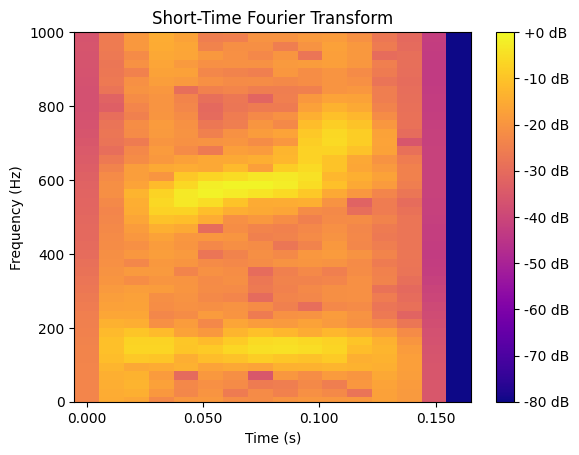 Short-Time Fourier Transform
1000
800
600
400
200
0
Frequency (Hz)
0.000
0.050
0.100
0.150
Time (s)
+0 dB
-10 dB
-20 dB
-30 dB
-40 dB
-50 dB
-60 dB
-70 dB
-80 dB